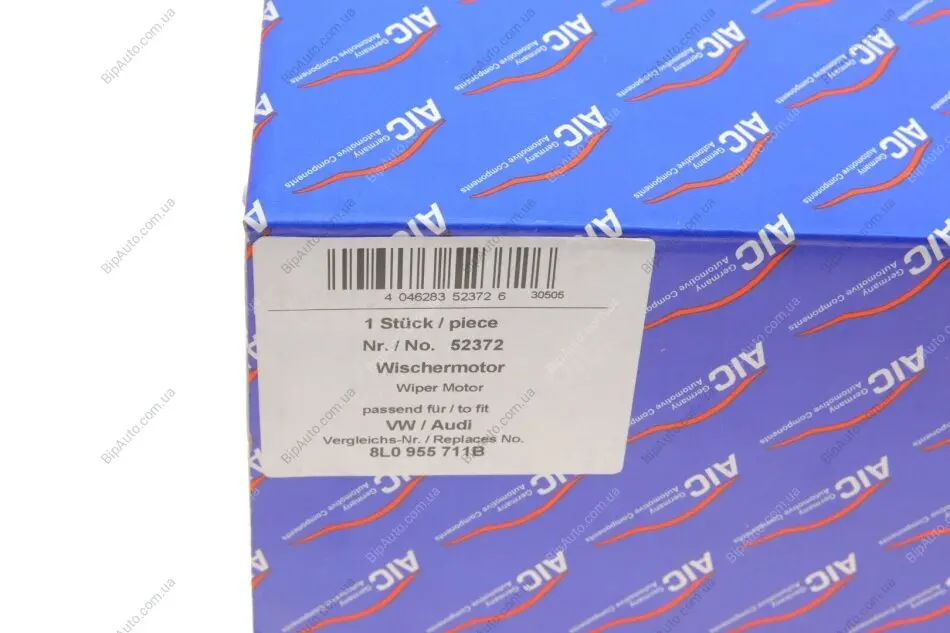 AIC
Germany
Automotive Components
4 046283 52372 6 30505
1 Stück / piece
Nr. / No. 52372
Wischermotor
Wiper Motor
passend für / to fit
VW / Audi
Vergleichs-Nr. / Replaces No.
8L0 955 711B
BipAuto.com.ua